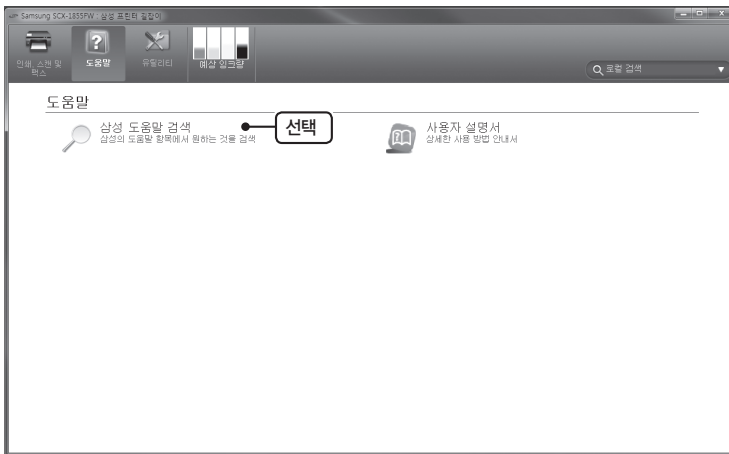 Samsung SCX-1855FW : 삼성 프린터 길잡이
인쇄, 스캔 및
팩스
도움말
유틸리티
예상 잉크량
로컬 검색
도움말
삼성 도움말 검색
삼성의 도움말 항목에서 원하는 것을 검색
선택
사용자 설명서
상세한 사용 방법 안내서